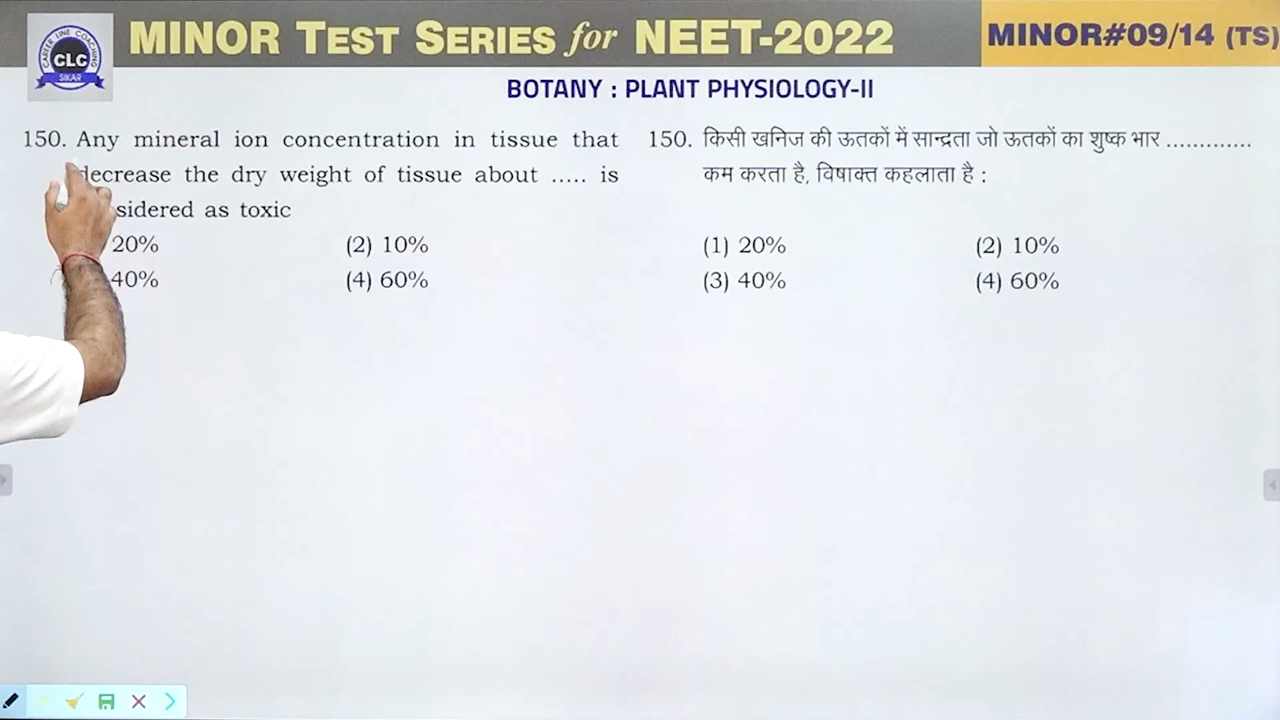 CAREER LINE COACHING
CLC
SIKAR
MINOR TEST SERIES for NEET-2022
MINOR#09/14 (TS)
BOTANY : PLANT PHYSIOLOGY-II
150. Any mineral ion concentration in tissue that
decrease the dry weight of tissue about ..... is
sidered as toxic
20% (2) 10%
40% (4) 60%
150. किसी खनिज की ऊतकों में सान्द्रता जो ऊतकों का शुष्क भार .............
कम करता है, विषाक्त कहलाता है :
(1) 20% (2) 10%
(3) 40% (4) 60%